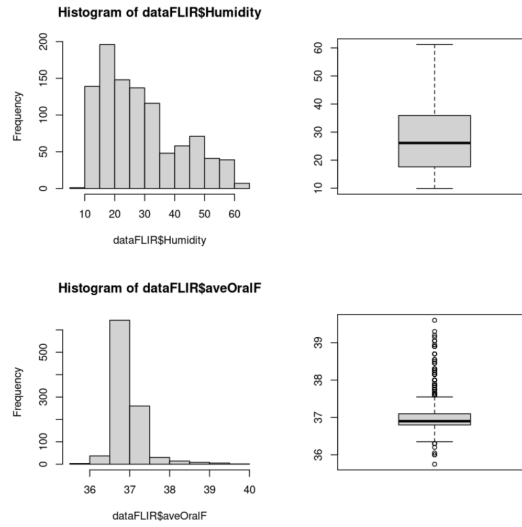 Histogram of dataFLIR$Humidity
Frequency
0
50
100
150
200
10 20 30 40 50 60
dataFLIR$Humidity
10
20
30
40
50
60
Histogram of dataFLIR$aveOralF
Frequency
0
100
300
500
36 37 38 39 40
dataFLIR$aveOralF
36
37
38
39